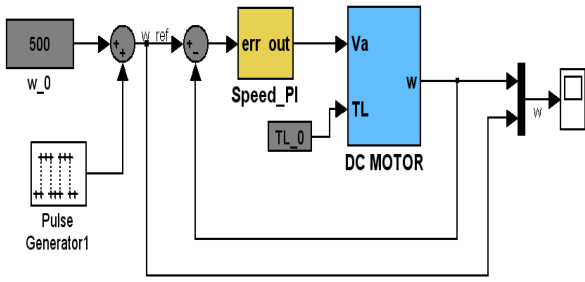 500
w_0
w_ref
err out
Speed_PI
Va
w
TL
DC MOTOR
TL_0
w
Pulse
Generator1